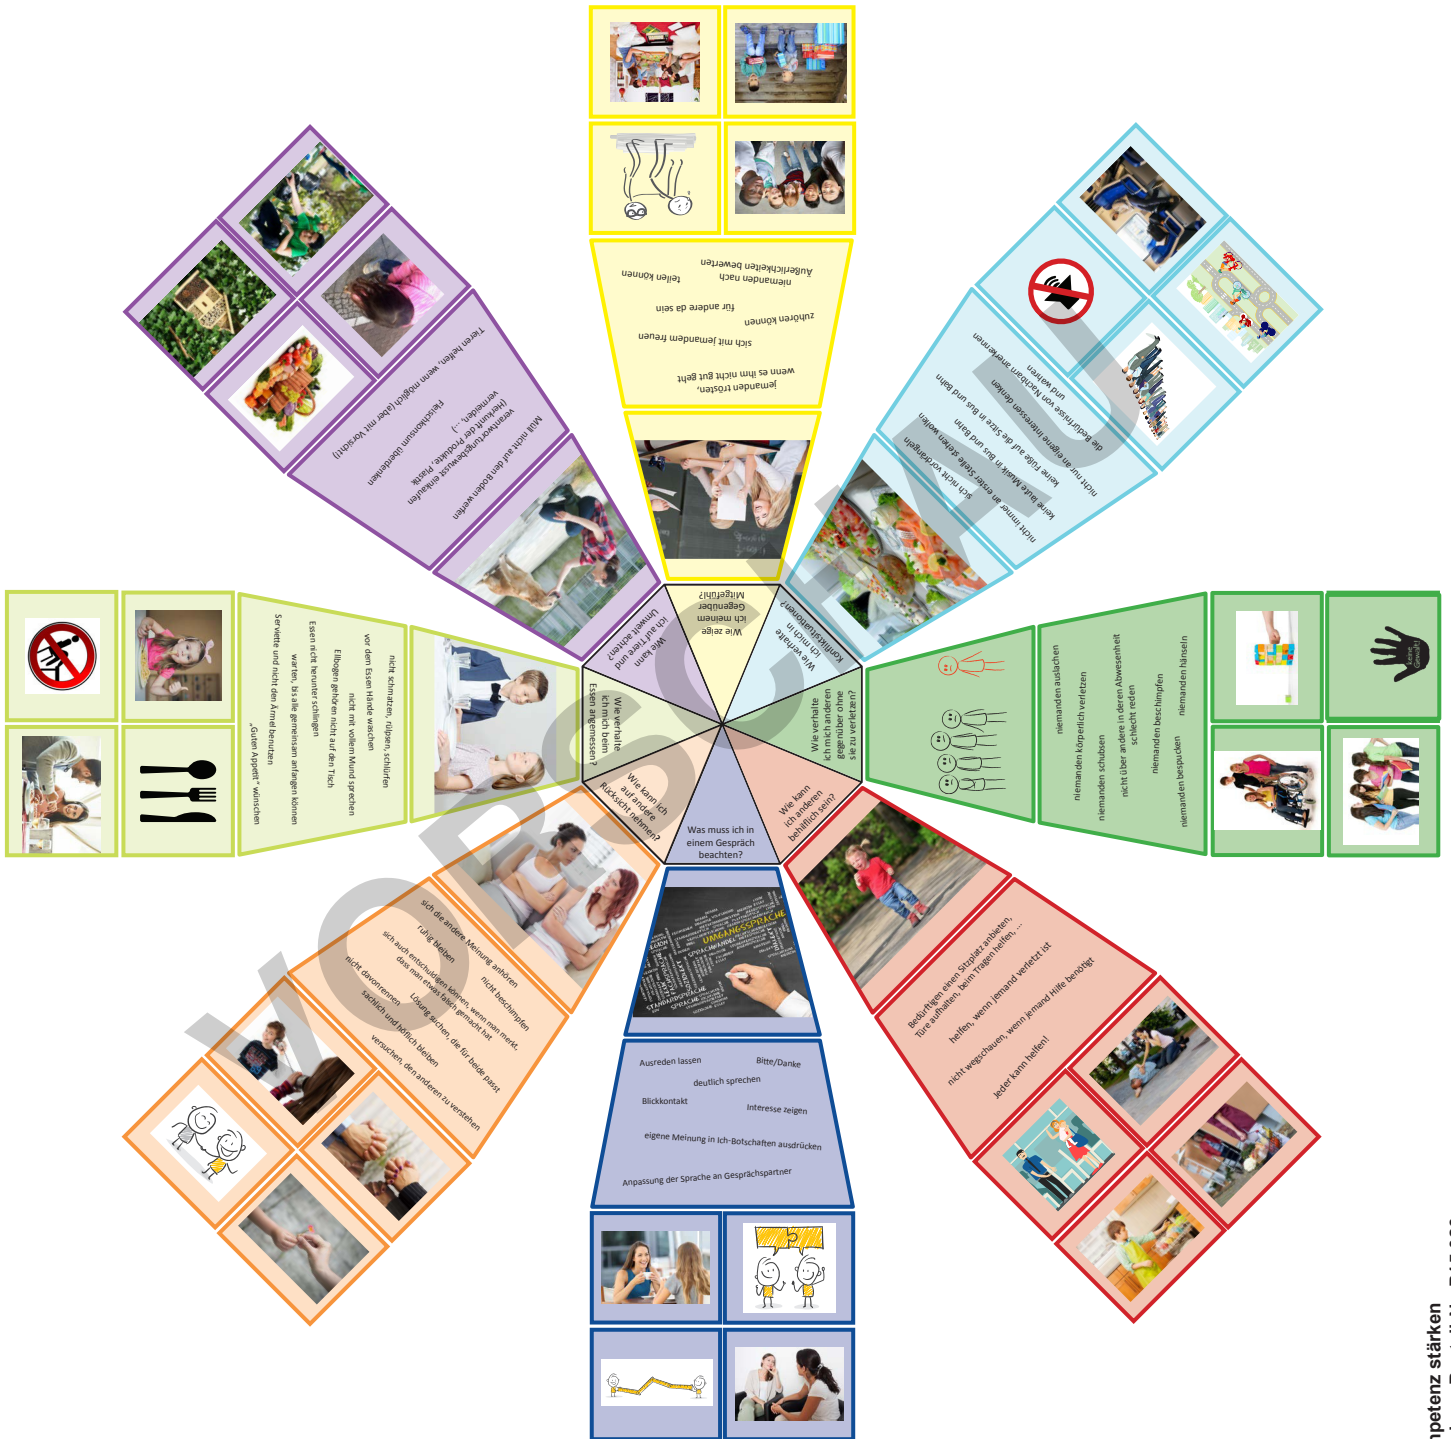 Wie zeige
ich meinem
Gegenüber
Mitgefühl?
jemanden trösten,
wenn es ihm nicht gut geht
sich mit jemandem freuen
zuhören können
für andere da sein
niemanden nach
Äußerlichkeiten bewerten
teilen können
Wie verhalte
ich mich in
Konfliktsituationen?
sich nicht vordrängeln
nicht immer an erster Stelle stehen wollen
keine laute Musik in Bus und Bahn
keine Füße auf die Sitze in Bus und Bahn
nicht nur an eigene Interessen denken
die Bedürfnisse von Nachbarn anerkennen
und wahren
Wie verhalte
ich mich anderen
gegenüber ohne
sie zu verletzen?
niemanden auslachen
niemanden körperlich verletzen
niemanden schubsen
nicht über andere in deren Abwesenheit
schlecht reden
niemanden beschimpfen
niemanden bespucken
niemanden hänseln
keine
Gewalt!
Wie kann
ich anderen
behilflich sein?
Bedürftigen einen Sitzplatz anbieten,
Türe aufhalten, beim Tragen helfen, ...
helfen, wenn jemand verletzt ist
nicht wegschauen, wenn jemand Hilfe benötigt
Jeder kann helfen!
Was muss ich in
einem Gespräch
beachten?
UMGANGSSPRACHE
SPRACHWANDEL
STANDARDSPRACHE
SPRACHE
Ausreden lassen
Bitte/Danke
deutlich sprechen
Blickkontakt
Interesse zeigen
eigene Meinung in Ich-Botschaften ausdrücken
Anpassung der Sprache an Gesprächspartner
Wie kann ich
auf andere
Rücksicht nehmen?
sich die andere Meinung anhören
ruhig bleiben
nicht beschimpfen
sich auch entschuldigen können, wenn man merkt,
dass man etwas falsch gemacht hat
nicht davonrennen
Lösung suchen, die für beide passt
sachlich und höflich bleiben
versuchen, den anderen zu verstehen
Wie verhalte
ich mich beim
Essen angemessen?
nicht schmatzen, rülpsen, schlürfen
vor dem Essen Hände waschen
nicht mit vollem Mund sprechen
Ellbogen gehören nicht auf den Tisch
Essen nicht herunter schlingen
warten, bis alle gemeinsam anfangen können
Serviette und nicht den Ärmel benutzen
„Guten Appetit“ wünschen
Wie kann
ich auf Tiere und
Umwelt achten?
Müll nicht auf den Boden werfen
verantwortungsbewusst einkaufen
(Herkunft der Produkte, Plastik
vermeiden, ...)
Fleischkonsum überdenken
Tieren helfen, wenn möglich (aber mit Vorsicht!)
VORSCHAU
stärken